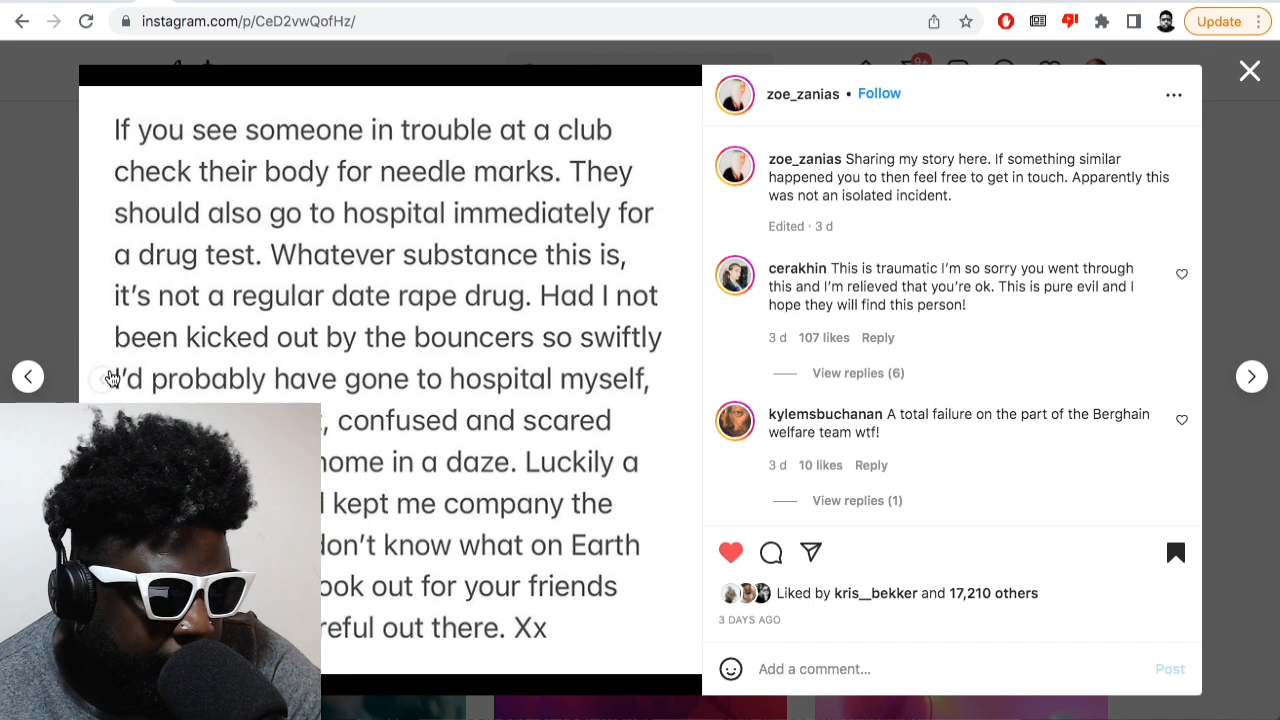 instagram.com/p/CeD2vwQofHz/
Update
9+
If you see someone in trouble at a club
check their body for needle marks. They
should also go to hospital immediately for
a drug test. Whatever substance this is,
it's not a regular date rape drug. Had I not
been kicked out by the bouncers so swiftly
I'd probably have gone to hospital myself,
, confused and scared
home in a daze. Luckily a
kept me company the
don't know what on Earth
look out for your friends
out there. Xx
zoe_zanias • Follow
zoe_zanias Sharing my story here. If something similar
happened you to then feel free to get in touch. Apparently this
was not an isolated incident.
Edited · 3 d
cerakhin This is traumatic I'm so sorry you went through
this and I'm relieved that you're ok. This is pure evil and I
hope they will find this person!
3 d 107 likes Reply
View replies (6)
kylemsbuchanan A total failure on the part of the Berghain
welfare team wtf!
3 d 10 likes Reply
View replies (1)
Liked by kris__bekker and 17,210 others
3 DAYS AGO
Add a comment...
Post